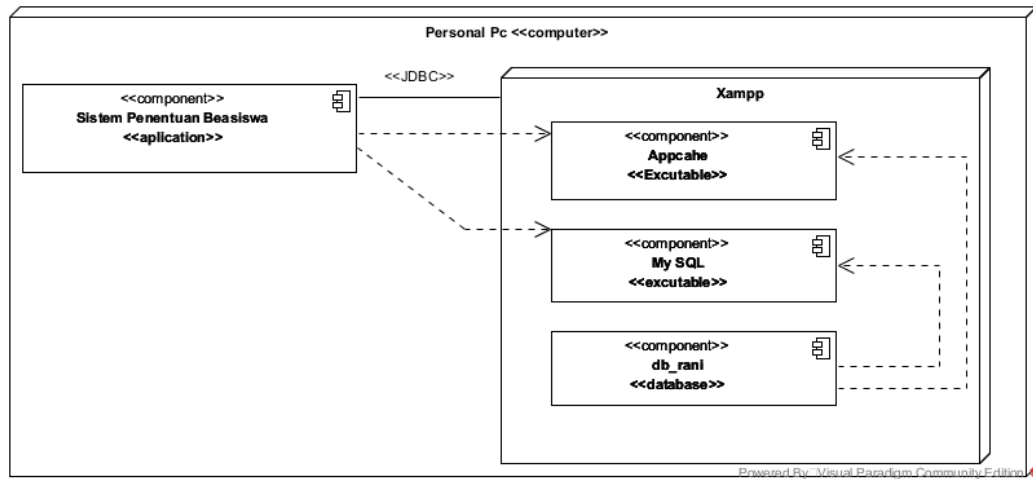 Personal Pc <<computer>>
<<JDBC>>
<<component>>
Sistem Penentuan Beasiswa
<<aplication>>
Xampp
<<component>>
Appcahe
<<Excutable>>
<<component>>
My SQL
<<excutable>>
<<component>>
db_rani
<<database>>
Powered By Visual Paradigm Community Edition